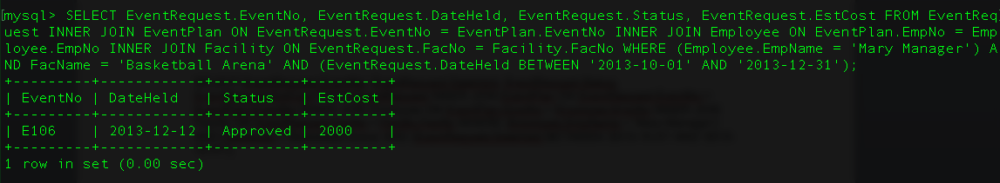 mysql> SELECT EventRequest.EventNo, EventRequest.DateHeld, EventRequest.Status, EventRequest.EstCost FROM EventReq
uest INNER JOIN EventPlan ON EventRequest.EventNo = EventPlan.EventNo INNER JOIN Employee ON EventPlan.EmpNo = Emp
loyee.EmpNo INNER JOIN Facility ON EventRequest.FacNo = Facility.FacNo WHERE (Employee.EmpName = 'Mary Manager') A
ND FacName = 'Basketball Arena' AND (EventRequest.DateHeld BETWEEN '2013-10-01' AND '2013-12-31');
+---------+------------+----------+---------+
| EventNo | DateHeld   | Status   | EstCost |
+---------+------------+----------+---------+
| E106    | 2013-12-12 | Approved | 2000    |
+---------+------------+----------+---------+
1 row in set (0.00 sec)